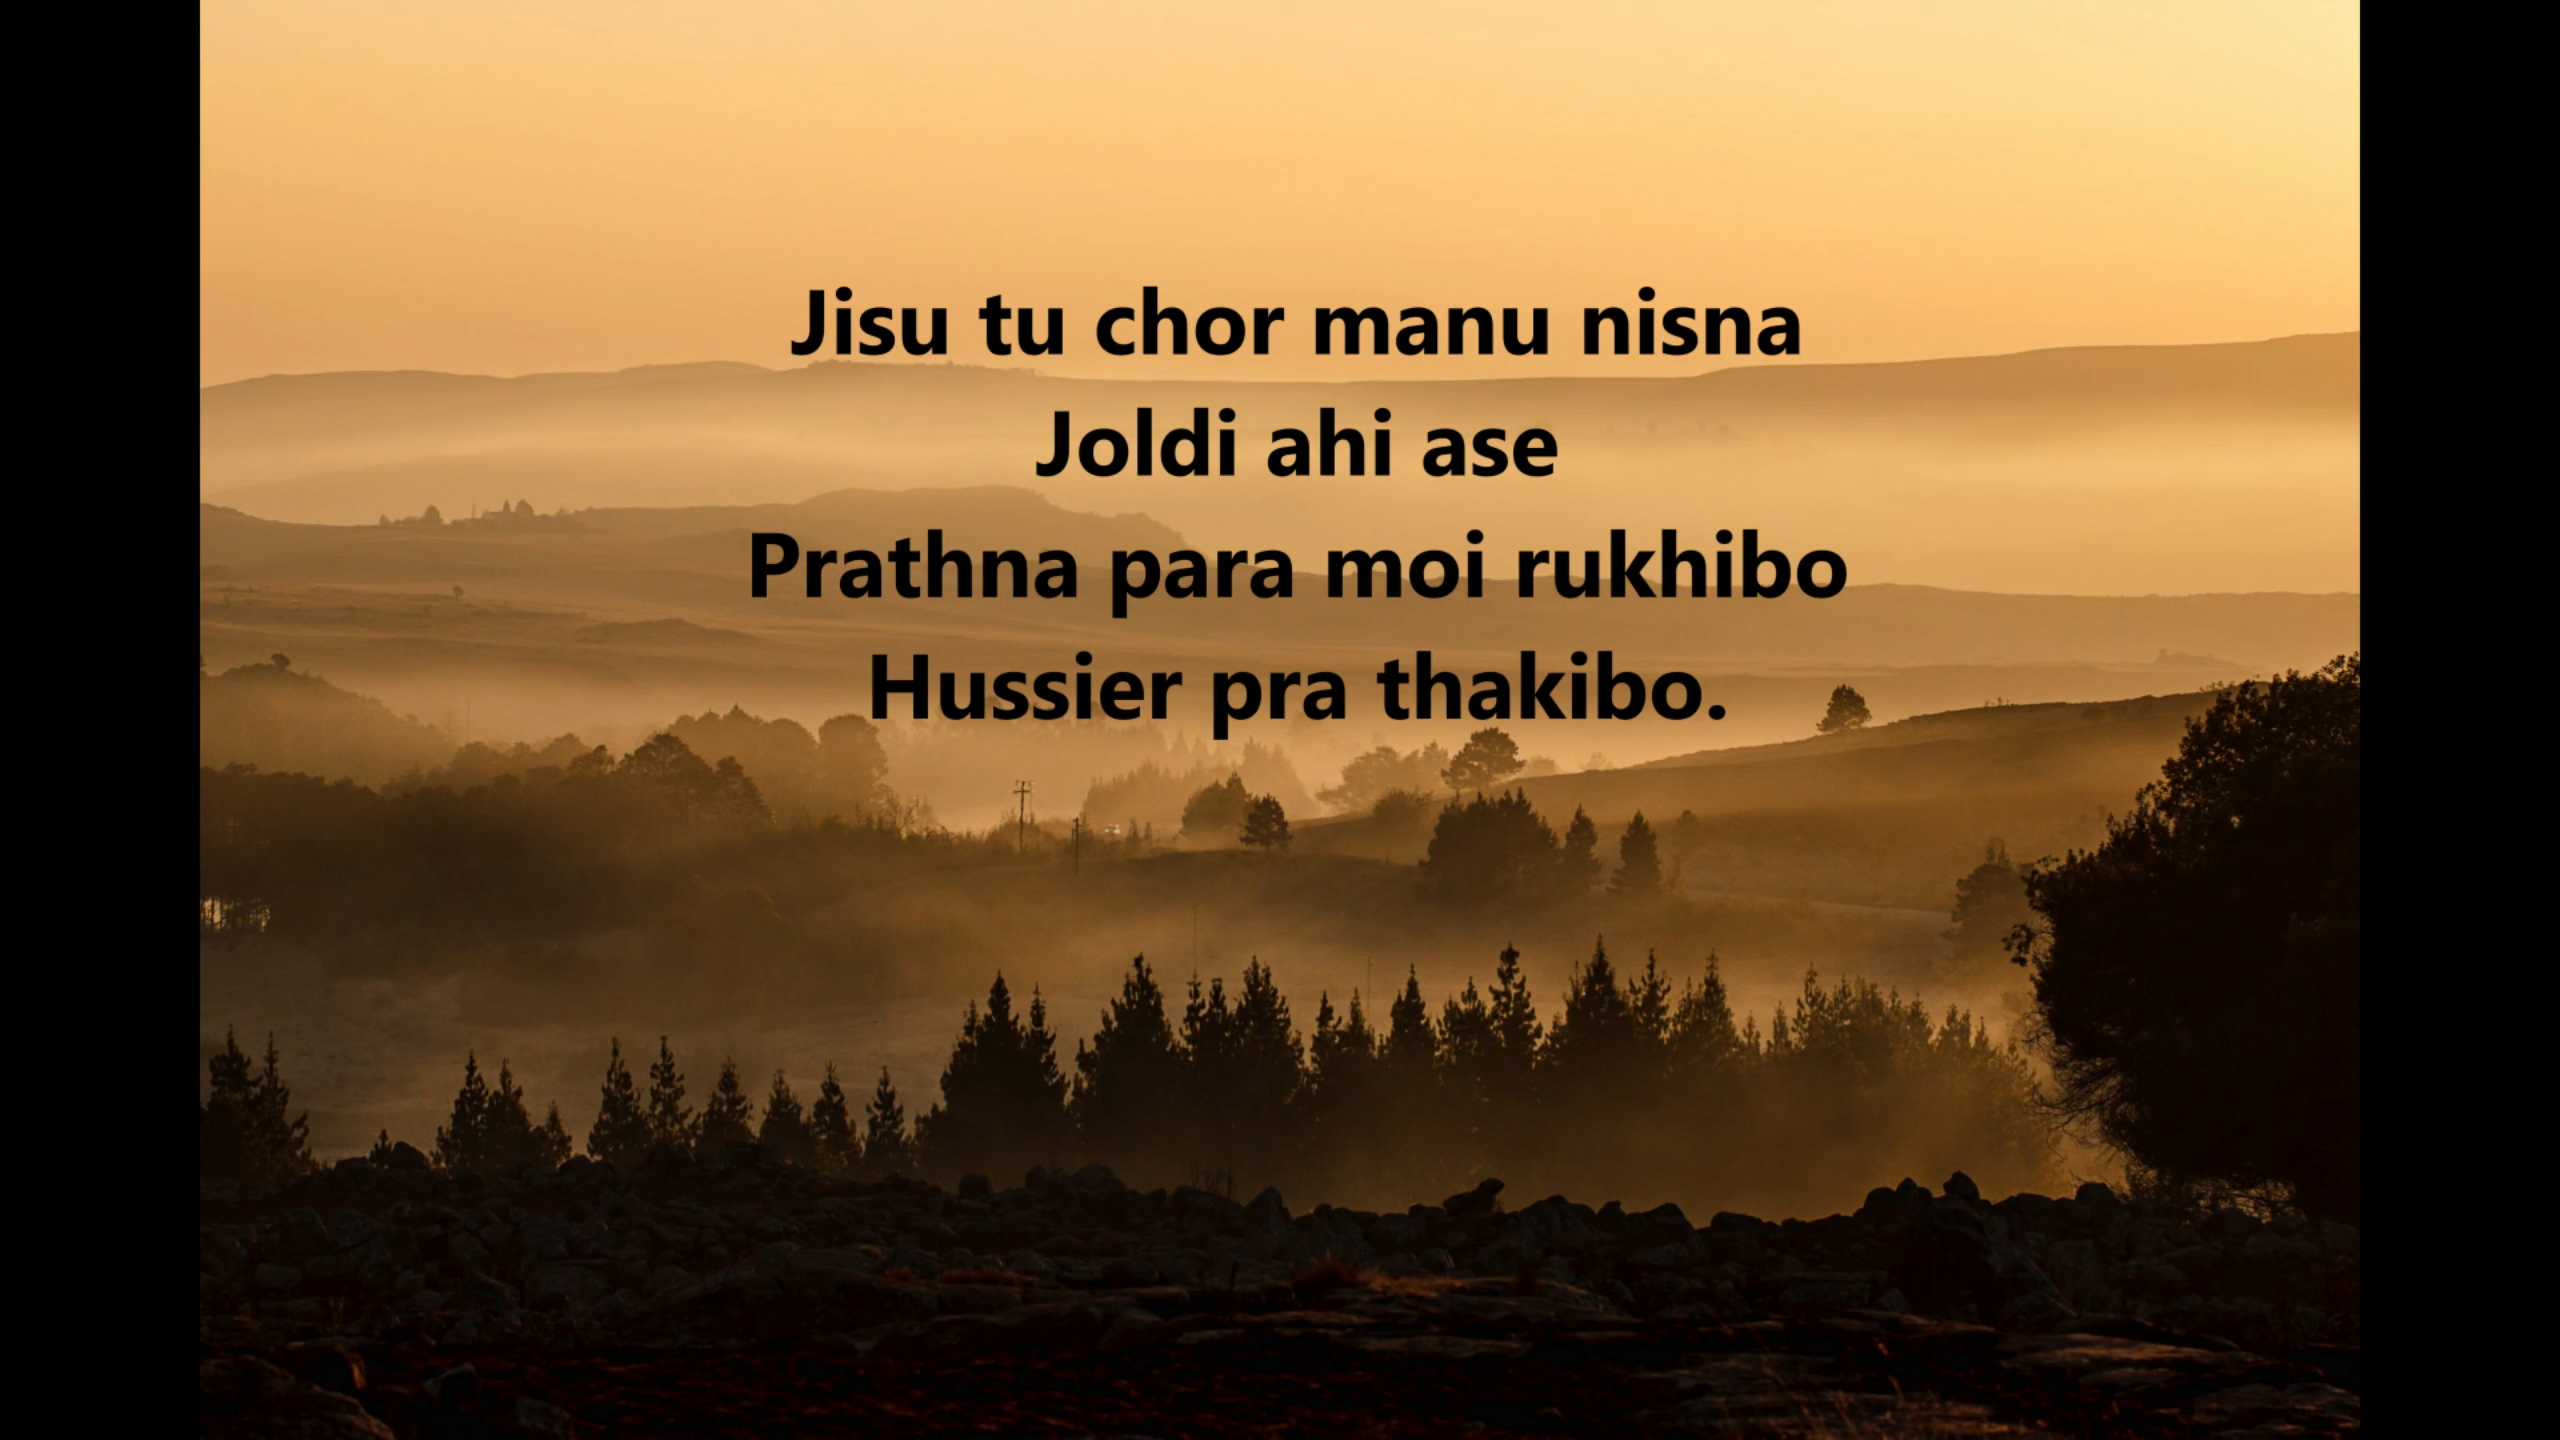 Jisu tu chor manu nisna
Joldi ahi ase
Prathna para moi rukhibo
Hussier pra thakibo.